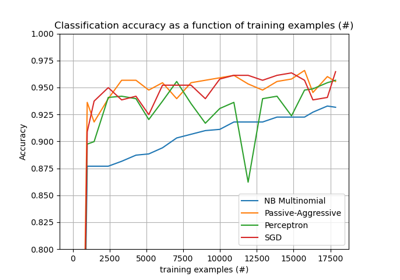 Classification accuracy as a function of training examples (#)
1.000
0.975
0.950
0.925
0.900
0.875
0.850
0.825
0.800
Accuracy
NB Multinomial
Passive-Aggressive
Perceptron
SGD
0 2500 5000 7500 10000 12500 15000 17500
training examples (#)